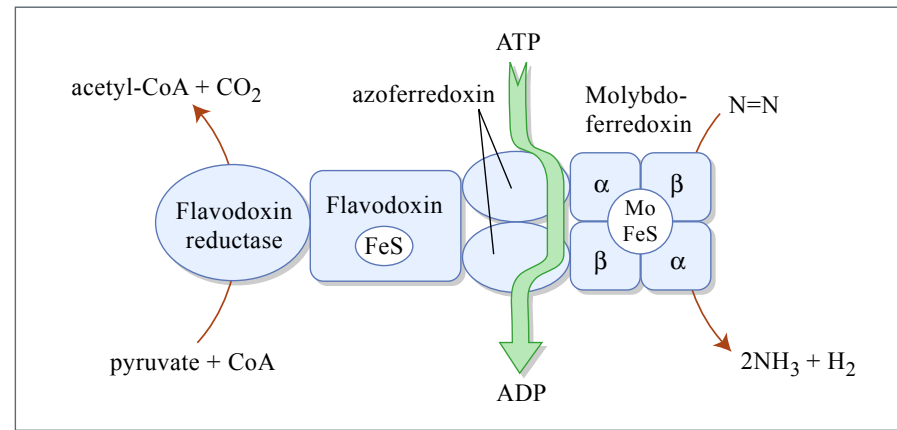 ATP
acetyl-CoA + CO₂
azoferredoxin
Molybdo-
ferredoxin
N=N
Flavodoxin
reductase
Flavodoxin
FeS
α
β
Mo
FeS
β
α
pyruvate + CoA
2NH₃ + H₂
ADP